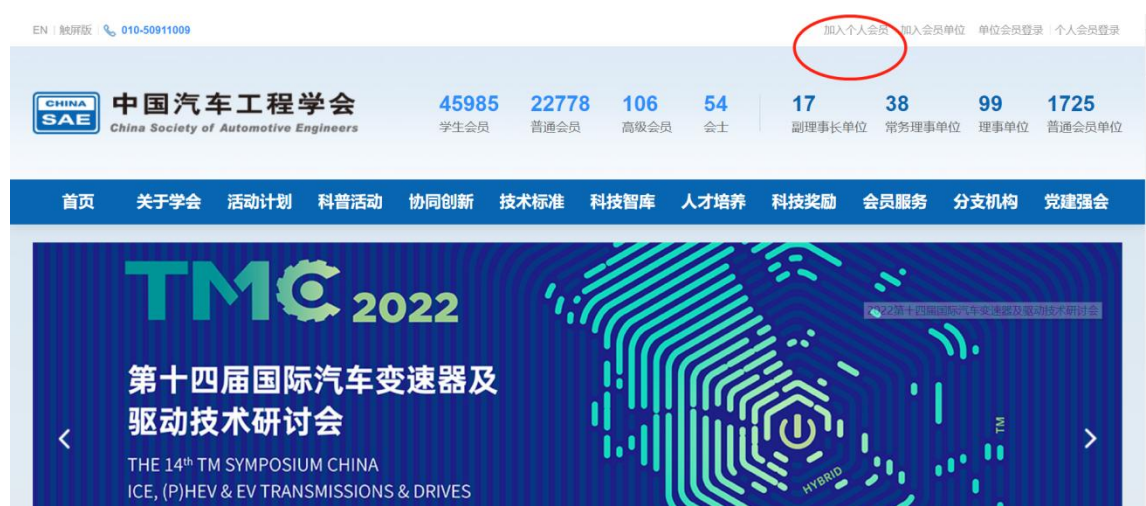 EN 触屏版 010-50911009
加入个人会员 加入会员单位 单位会员登录 个人会员登录
CHINA
SAE
中国汽车工程学会
China Society of Automotive Engineers
45985 22778 106 54 17 38 99 1725
学生会员 普通会员 高级会员 会士 副理事长单位 常务理事单位 理事单位 普通会员单位
首页 关于学会 活动计划 科普活动 协同创新 技术标准 科技智库 人才培养 科技奖励 会员服务 分支机构 党建强会
TMC 2022
2022第十四届国际汽车变速器及驱动技术研讨会
第十四届国际汽车变速器及
驱动技术研讨会
THE 14th TM SYMPOSIUM CHINA
ICE, (P)HEV & EV TRANSMISSIONS & DRIVES
TM
HYBRID